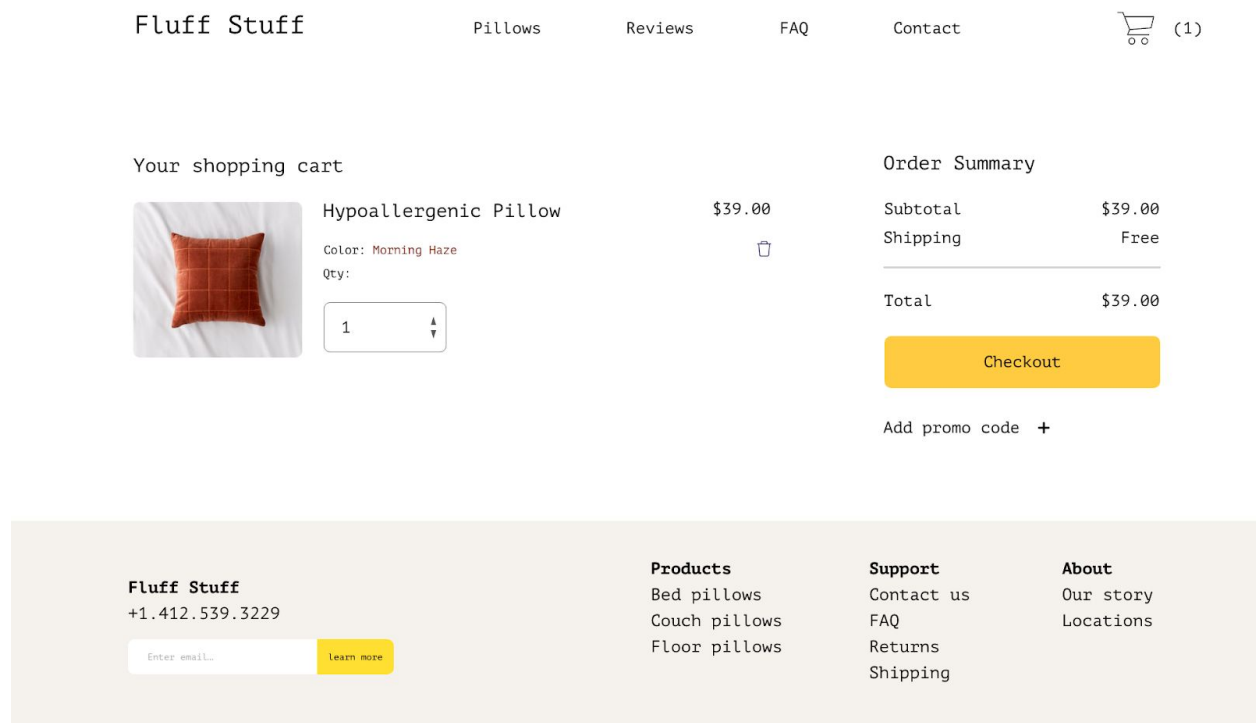 Fluff Stuff
Pillows
Reviews
FAQ
Contact
(1)
Your shopping cart
Hypoallergenic Pillow
$39.00
Color: Morning Haze
Qty:
1
Order Summary
Subtotal $39.00
Shipping Free
Total $39.00
Checkout
Add promo code +
Fluff Stuff
+1.412.539.3229
Enter email…
learn more
Products
Bed pillows
Couch pillows
Floor pillows
Support
Contact us
FAQ
Returns
Shipping
About
Our story
Locations